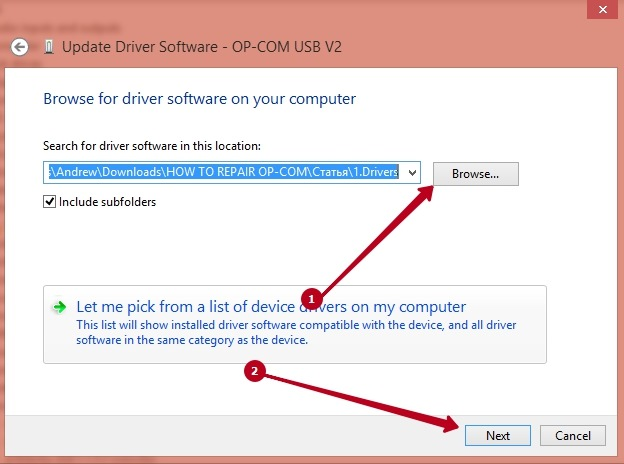 Update Driver Software - OP-COM USB V2
Browse for driver software on your computer
Search for driver software in this location:
:\Andrew\Downloads\HOW TO REPAIR OP-COM\Статья\1.Drivers
Browse...
Include subfolders
1
Let me pick from a list of device drivers on my computer
This list will show installed driver software compatible with the device, and all driver
software in the same category as the device.
2
Next
Cancel